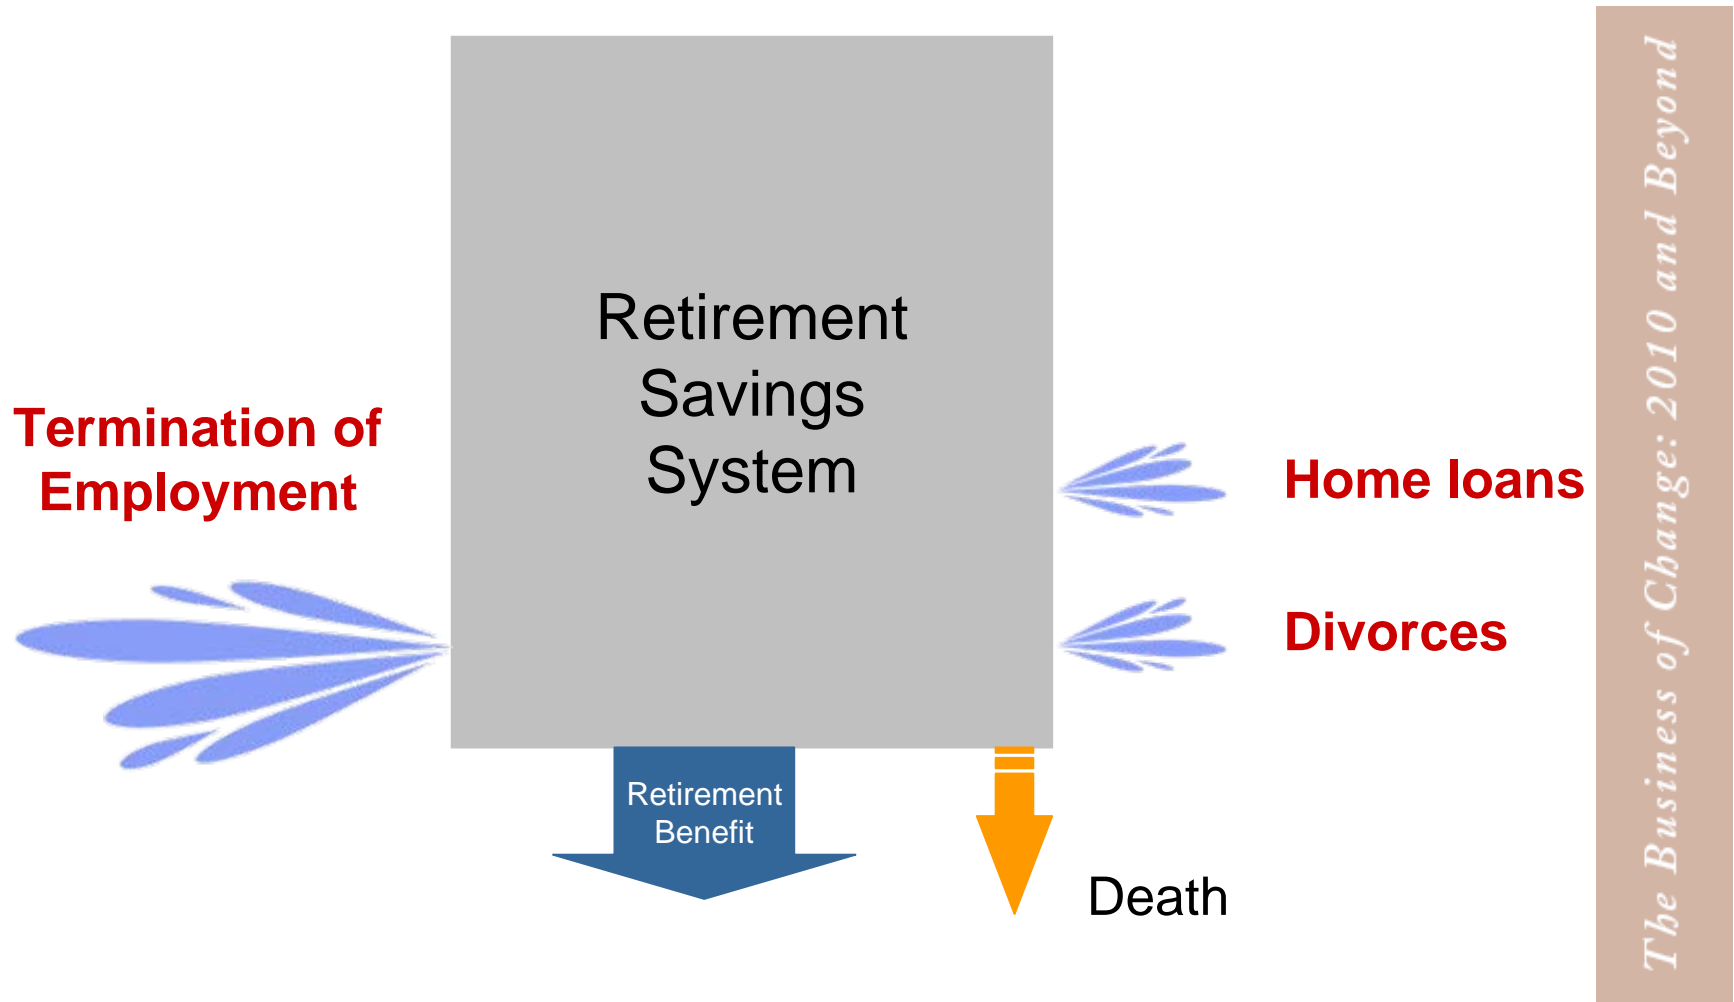 Retirement
Savings
System
Termination of
Employment
Home loans
Divorces
Retirement
Benefit
Death
The Business of Change: 2010 and Beyond